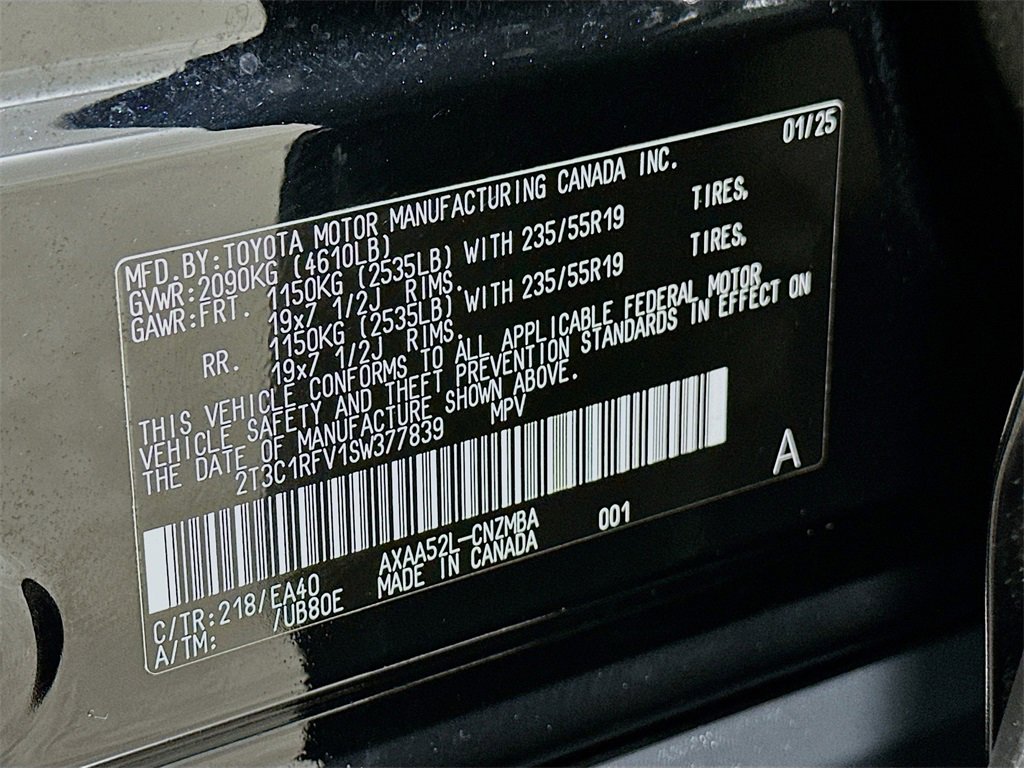 01/25
MFD.BY:TOYOTA MOTOR MANUFACTURING CANADA INC.
GVWR:2090KG (4610LB)
GAWR:FRT. 1150KG (2535LB) WITH 235/55R19 TIRES,
19x7 1/2J RIMS.
RR. 1150KG (2535LB) WITH 235/55R19 TIRES,
19x7 1/2J RIMS.
THIS VEHICLE CONFORMS TO ALL APPLICABLE FEDERAL MOTOR
VEHICLE SAFETY AND THEFT PREVENTION STANDARDS IN EFFECT ON
THE DATE OF MANUFACTURE SHOWN ABOVE.
2T3C1RFV1SW377839 MPV
A
AXAA52L-CNZMBA 001
C/TR:218/EA40 MADE IN CANADA
A/TM: /UB80E